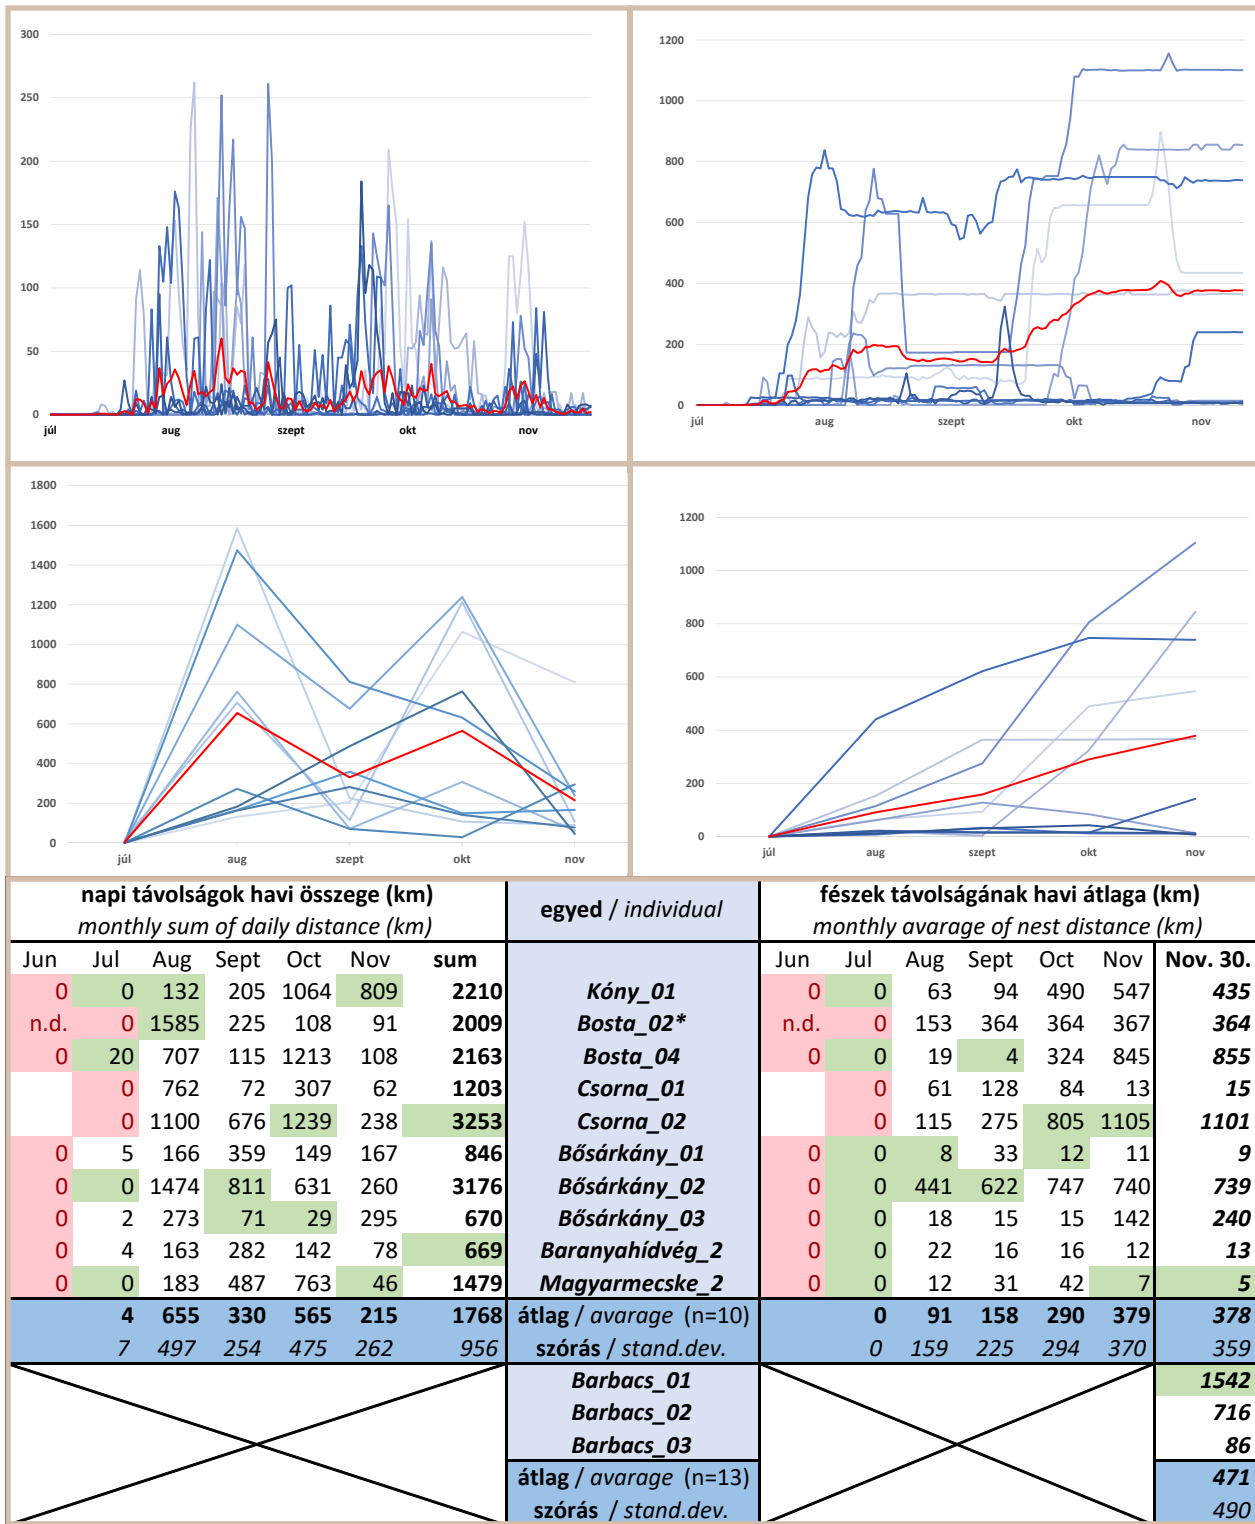 300
250
200
150
100
50
0
júl aug szept okt nov
1200
1000
800
600
400
200
0
júl aug szept okt nov
1800
1600
1400
1200
1000
800
600
400
200
0
júl aug szept okt nov
1200
1000
800
600
400
200
0
júl aug szept okt nov
napi távolságok havi összege (km) egyed / individual fészek távolságának havi átlaga (km)
monthly sum of daily distance (km) monthly avarage of nest distance (km)
Jun Jul Aug Sept Oct Nov sum Jun Jul Aug Sept Oct Nov Nov. 30.
0 0 132 205 1064 809 2210 Kóny_01 0 0 63 94 490 547 435
n.d. 0 1585 225 108 91 2009 Bosta_02* n.d. 0 153 364 364 367 364
0 20 707 115 1213 108 2163 Bosta_04 0 0 19 4 324 845 855
0 762 72 307 62 1203 Csorna_01 0 61 128 84 13 15
0 1100 676 1239 238 3253 Csorna_02 0 115 275 805 1105 1101
0 5 166 359 149 167 846 Bősárkány_01 0 0 8 33 12 11 9
0 0 1474 811 631 260 3176 Bősárkány_02 0 0 441 622 747 740 739
0 2 273 71 29 295 670 Bősárkány_03 0 0 18 15 15 142 240
0 4 163 282 142 78 669 Baranyahídvég_2 0 0 22 16 16 12 13
0 0 183 487 763 46 1479 Magyarmecske_2 0 0 12 31 42 7 5
4 655 330 565 215 1768 átlag / avarage (n=10) 0 91 158 290 379 378
7 497 254 475 262 956 szórás / stand.dev. 0 159 225 294 370 359
Barbacs_01 1542
Barbacs_02 716
Barbacs_03 86
átlag / avarage (n=13) 471
szórás / stand.dev. 490